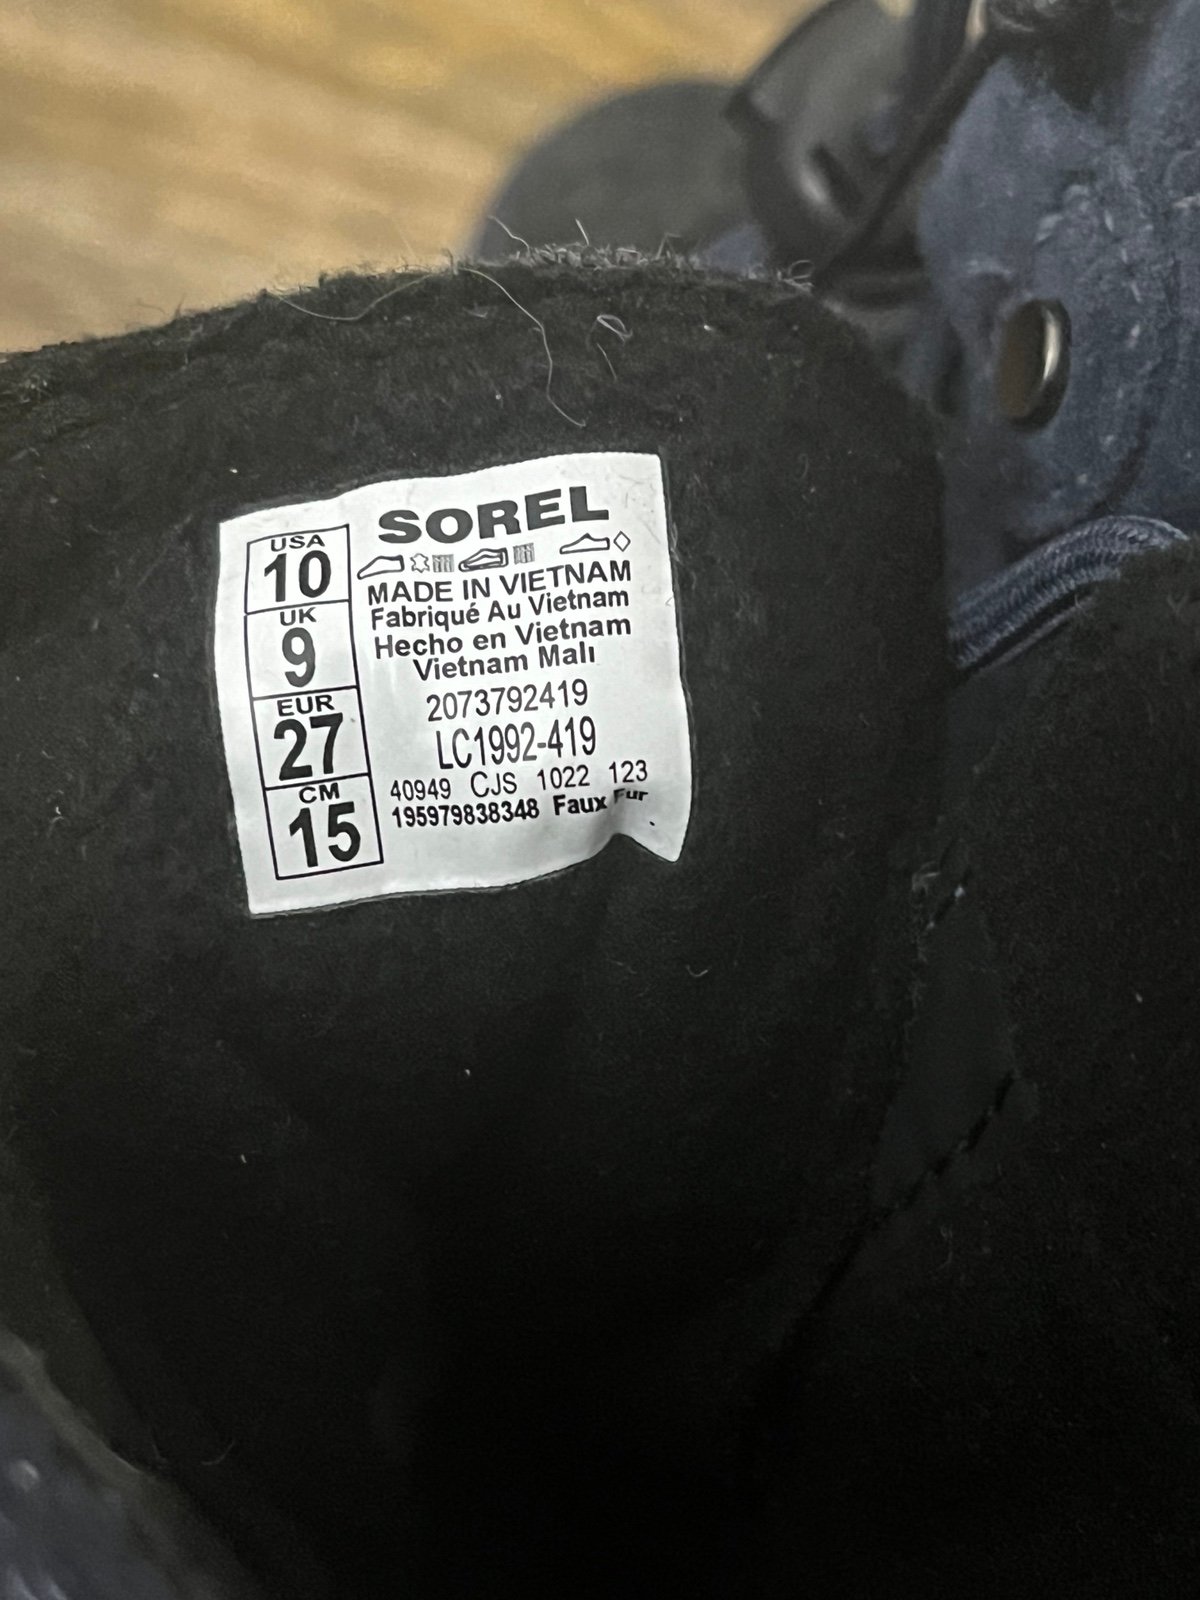 SOREL
USA
10
UK
9
EUR
27
CM
15
MADE IN VIETNAM
Fabriqué Au Vietnam
Hecho en Vietnam
Vietnam Malı
2073792419
LC1992-419
40949 CJS 1022 123
195979838348 Faux Fur